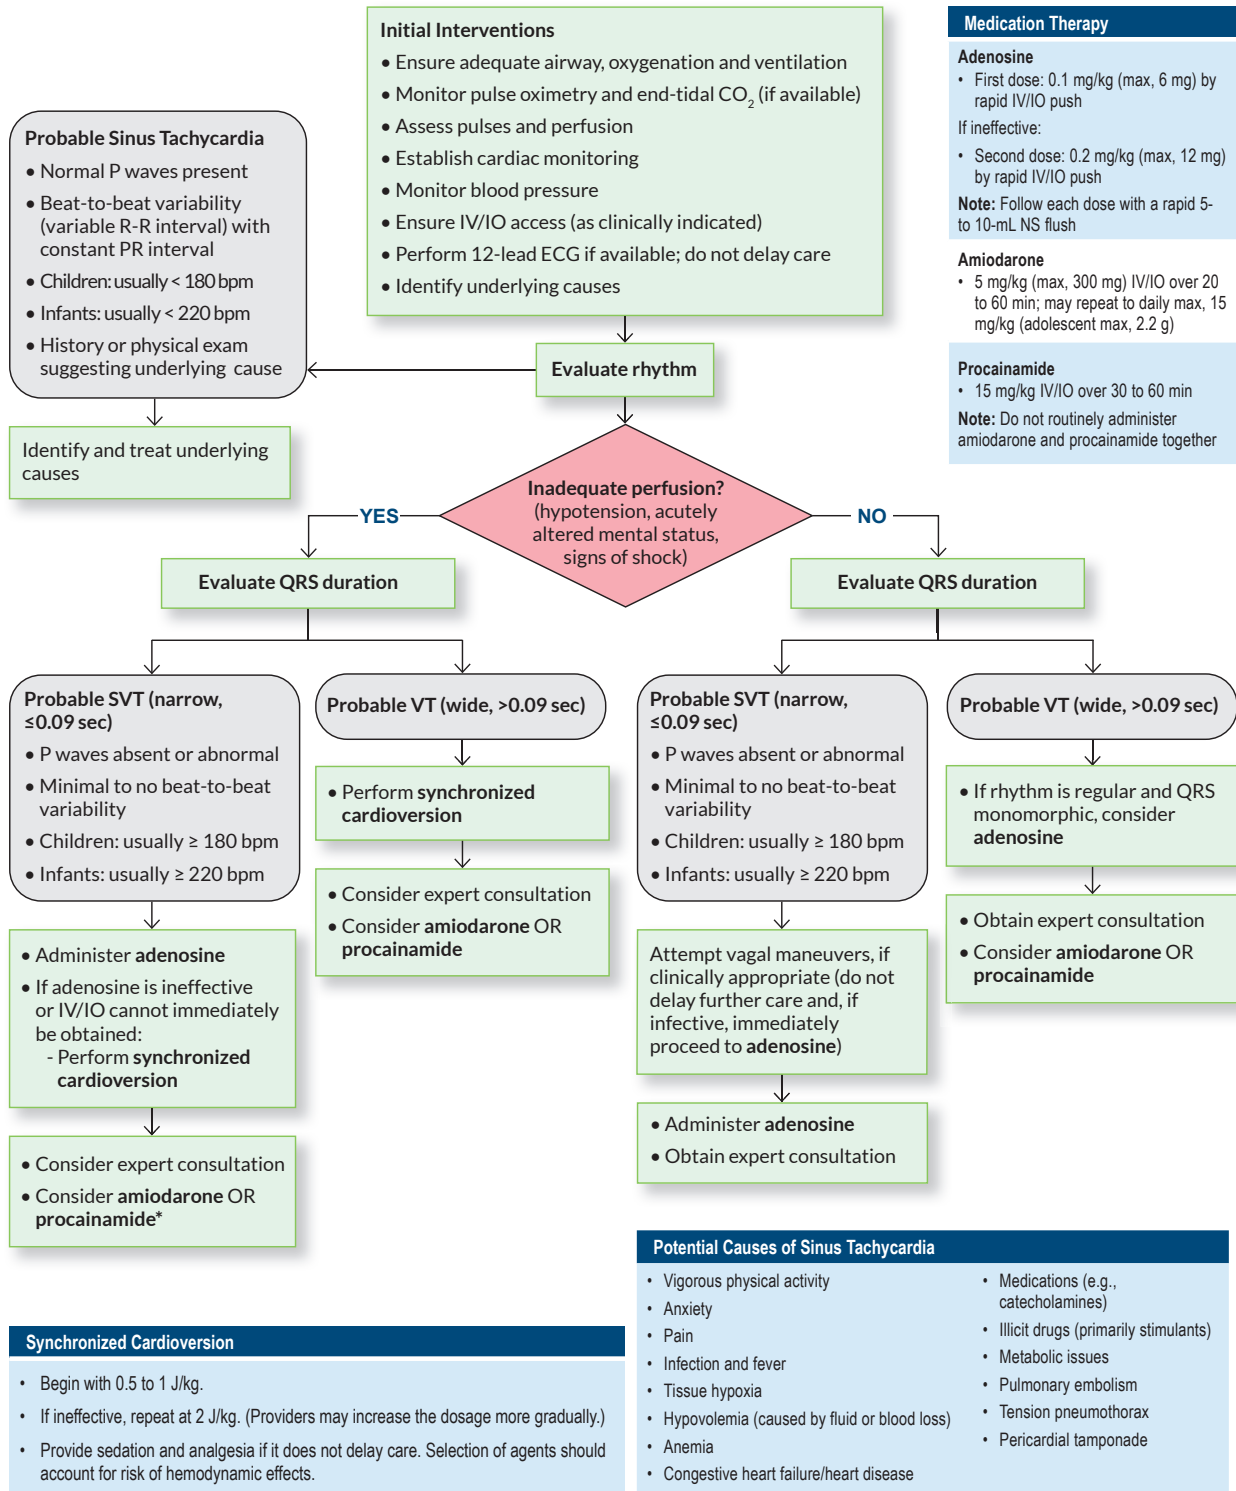 Initial Interventions
• Ensure adequate airway, oxygenation and ventilation
• Monitor pulse oximetry and end-tidal CO2 (if available)
• Assess pulses and perfusion
• Establish cardiac monitoring
• Monitor blood pressure
• Ensure IV/IO access (as clinically indicated)
• Perform 12-lead ECG if available; do not delay care
• Identify underlying causes
Medication Therapy
Adenosine
• First dose: 0.1 mg/kg (max, 6 mg) by
rapid IV/IO push
If ineffective:
• Second dose: 0.2 mg/kg (max, 12 mg)
by rapid IV/IO push
Note: Follow each dose with a rapid 5-
to 10-mL NS flush
Amiodarone
• 5 mg/kg (max, 300 mg) IV/IO over 20
to 60 min; may repeat to daily max, 15
mg/kg (adolescent max, 2.2 g)
Procainamide
• 15 mg/kg IV/IO over 30 to 60 min
Note: Do not routinely administer
amiodarone and procainamide together
Probable Sinus Tachycardia
• Normal P waves present
• Beat-to-beat variability
(variable R-R interval) with
constant PR interval
• Children: usually < 180 bpm
• Infants: usually < 220 bpm
• History or physical exam
suggesting underlying cause
Evaluate rhythm
Identify and treat underlying
causes
Inadequate perfusion?
(hypotension, acutely
altered mental status,
signs of shock)
YES
NO
Evaluate QRS duration
Evaluate QRS duration
Probable SVT (narrow,
≤0.09 sec)
• P waves absent or abnormal
• Minimal to no beat-to-beat
variability
• Children: usually ≥ 180 bpm
• Infants: usually ≥ 220 bpm
• Administer adenosine
• If adenosine is ineffective
or IV/IO cannot immediately
be obtained:
- Perform synchronized
cardioversion
• Consider expert consultation
• Consider amiodarone OR
procainamide*
Probable VT (wide, >0.09 sec)
• Perform synchronized
cardioversion
• Consider expert consultation
• Consider amiodarone OR
procainamide
Probable SVT (narrow,
≤0.09 sec)
• P waves absent or abnormal
• Minimal to no beat-to-beat
variability
• Children: usually ≥ 180 bpm
• Infants: usually ≥ 220 bpm
Attempt vagal maneuvers, if
clinically appropriate (do not
delay further care and, if
infective, immediately
proceed to adenosine)
• Administer adenosine
• Obtain expert consultation
Probable VT (wide, >0.09 sec)
• If rhythm is regular and QRS
monomorphic, consider
adenosine
• Obtain expert consultation
• Consider amiodarone OR
procainamide
Synchronized Cardioversion
• Begin with 0.5 to 1 J/kg.
• If ineffective, repeat at 2 J/kg. (Providers may increase the dosage more gradually.)
• Provide sedation and analgesia if it does not delay care. Selection of agents should
account for risk of hemodynamic effects.
Potential Causes of Sinus Tachycardia
• Vigorous physical activity
• Anxiety
• Pain
• Infection and fever
• Tissue hypoxia
• Hypovolemia (caused by fluid or blood loss)
• Anemia
• Congestive heart failure/heart disease
• Medications (e.g.,
catecholamines)
• Illicit drugs (primarily stimulants)
• Metabolic issues
• Pulmonary embolism
• Tension pneumothorax
• Pericardial tamponade